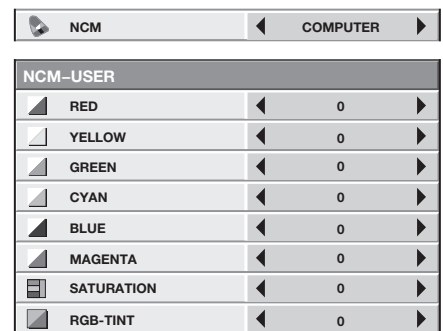 NCM COMPUTER
NCM–USER
RED 0
YELLOW 0
GREEN 0
CYAN 0
BLUE 0
MAGENTA 0
SATURATION 0
RGB-TINT 0